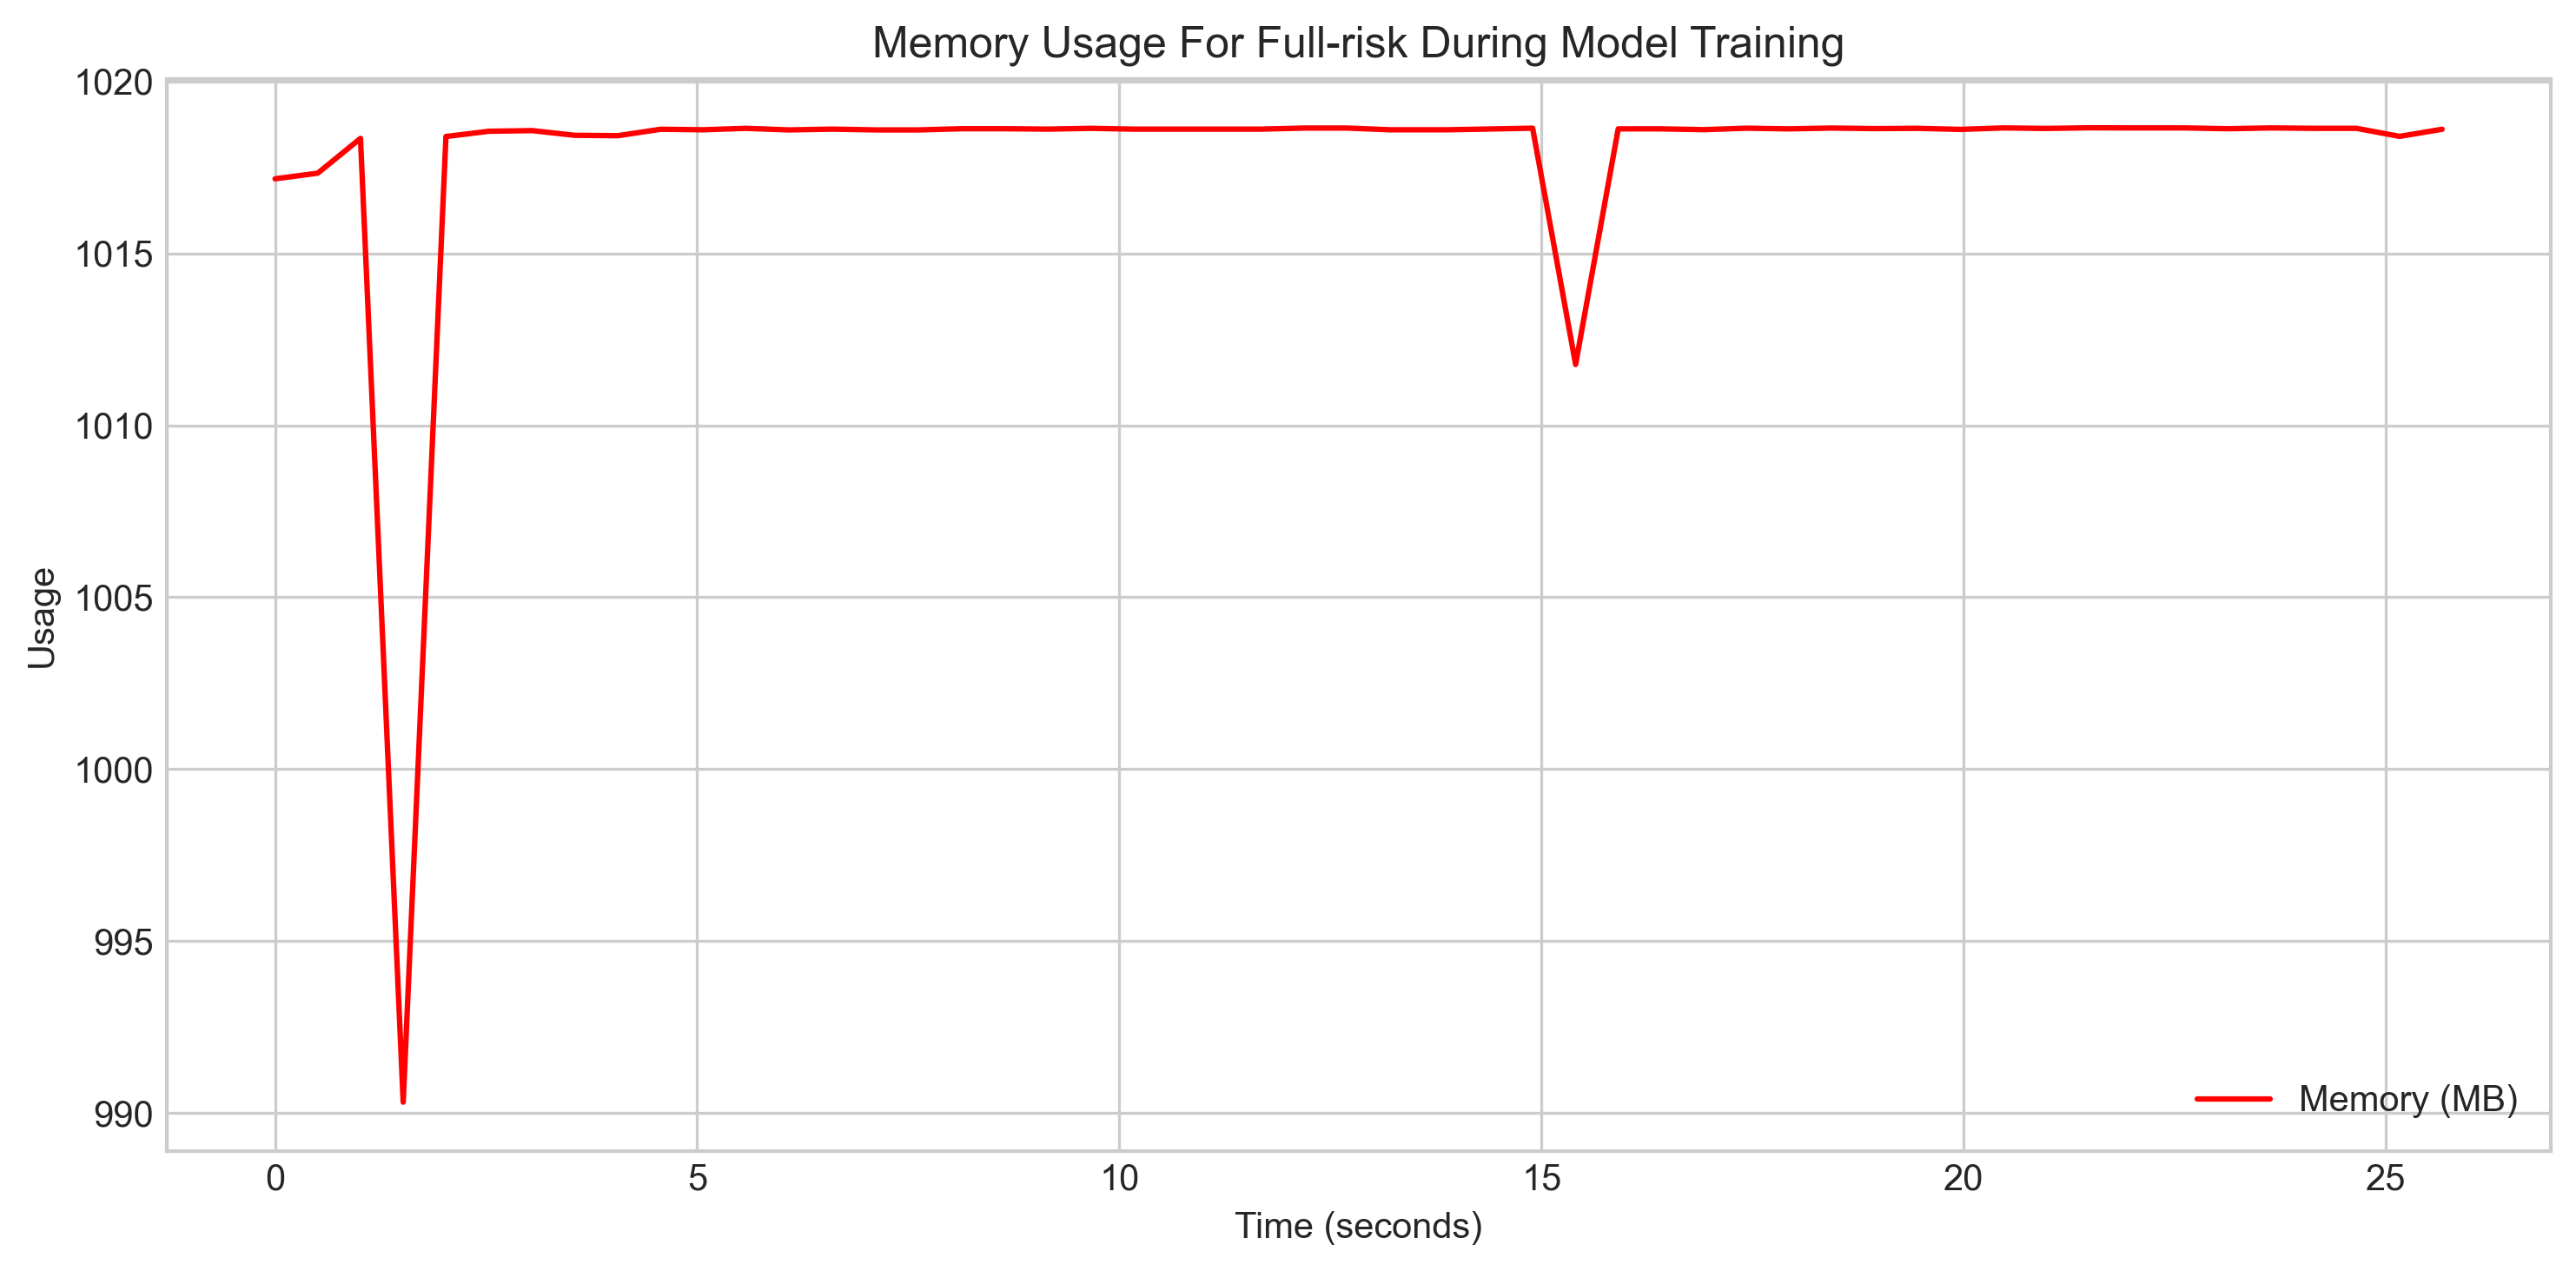 Memory Usage For Full-risk During Model Training
1020
1015
1010
1005
1000
995
990
Usage
Memory (MB)
0 5 10 15 20 25
Time (seconds)